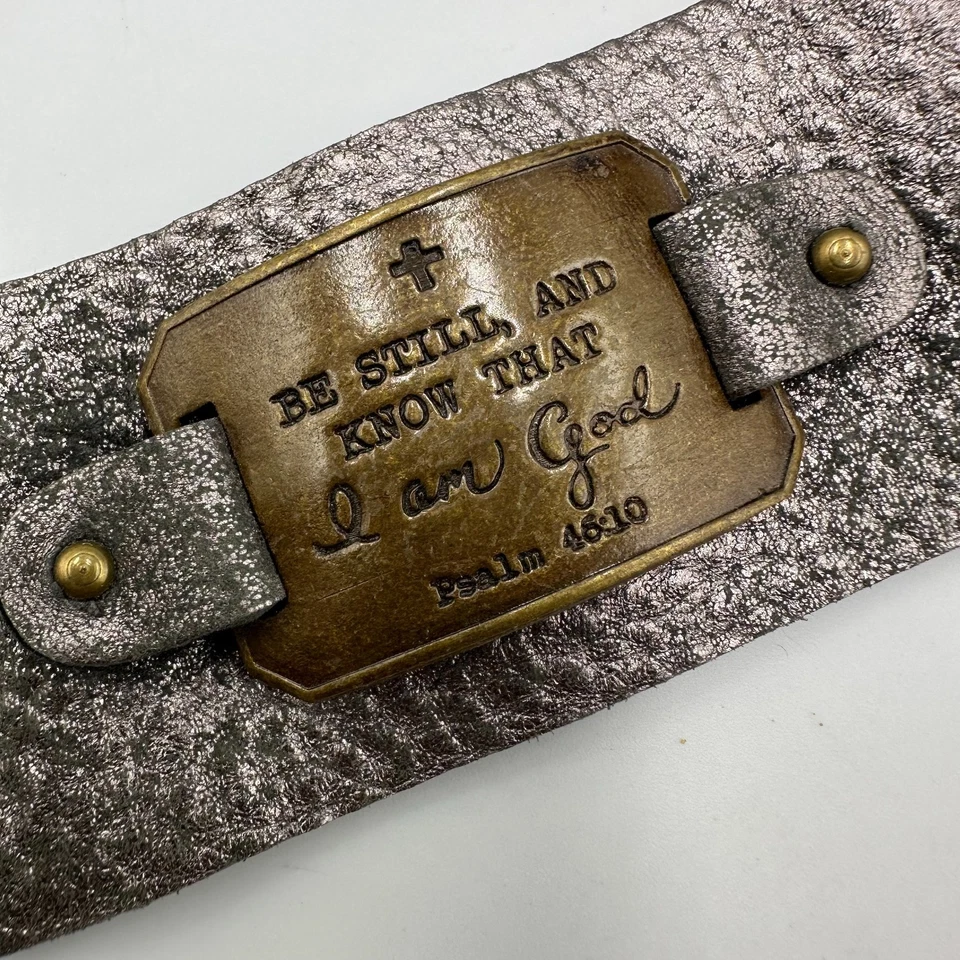 BE STILL, AND
KNOW THAT
I am God
Psalm 46:10